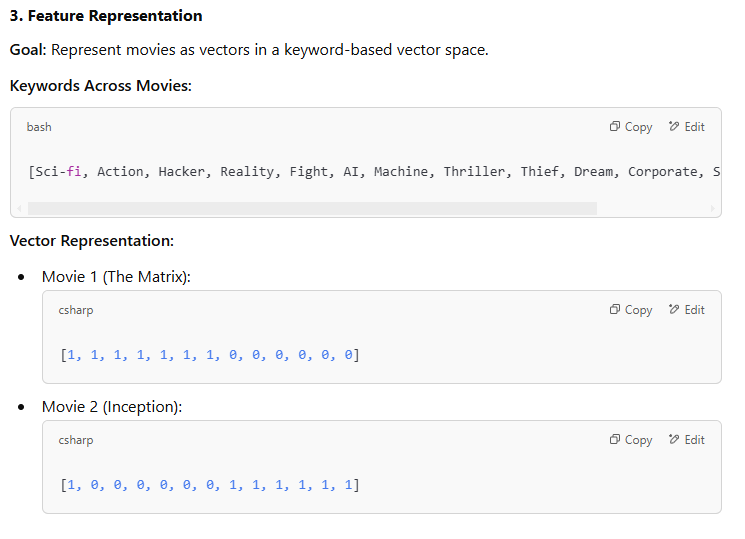 3. Feature Representation
Goal: Represent movies as vectors in a keyword-based vector space.
Keywords Across Movies:
bash Copy Edit
[Sci-fi, Action, Hacker, Reality, Fight, AI, Machine, Thriller, Thief, Dream, Corporate, S
Vector Representation:
• Movie 1 (The Matrix):
csharp Copy Edit
[1, 1, 1, 1, 1, 1, 1, 0, 0, 0, 0, 0, 0]
• Movie 2 (Inception):
csharp Copy Edit
[1, 0, 0, 0, 0, 0, 0, 1, 1, 1, 1, 1, 1]